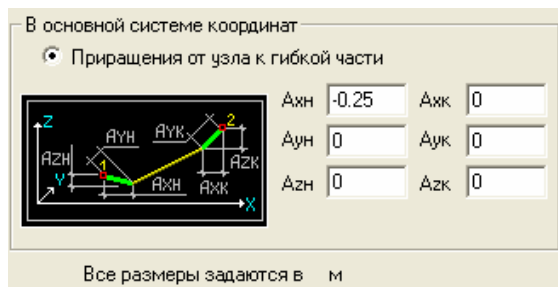 В основной системе координат
Приращения от узла к гибкой части
Axн -0.25 Axк 0
Ayн 0 Aук 0
Azн 0 Azк 0
Z 2
AYH AYK
AZH 1 AZK
Y AXH AXK
X
Все размеры задаются в м